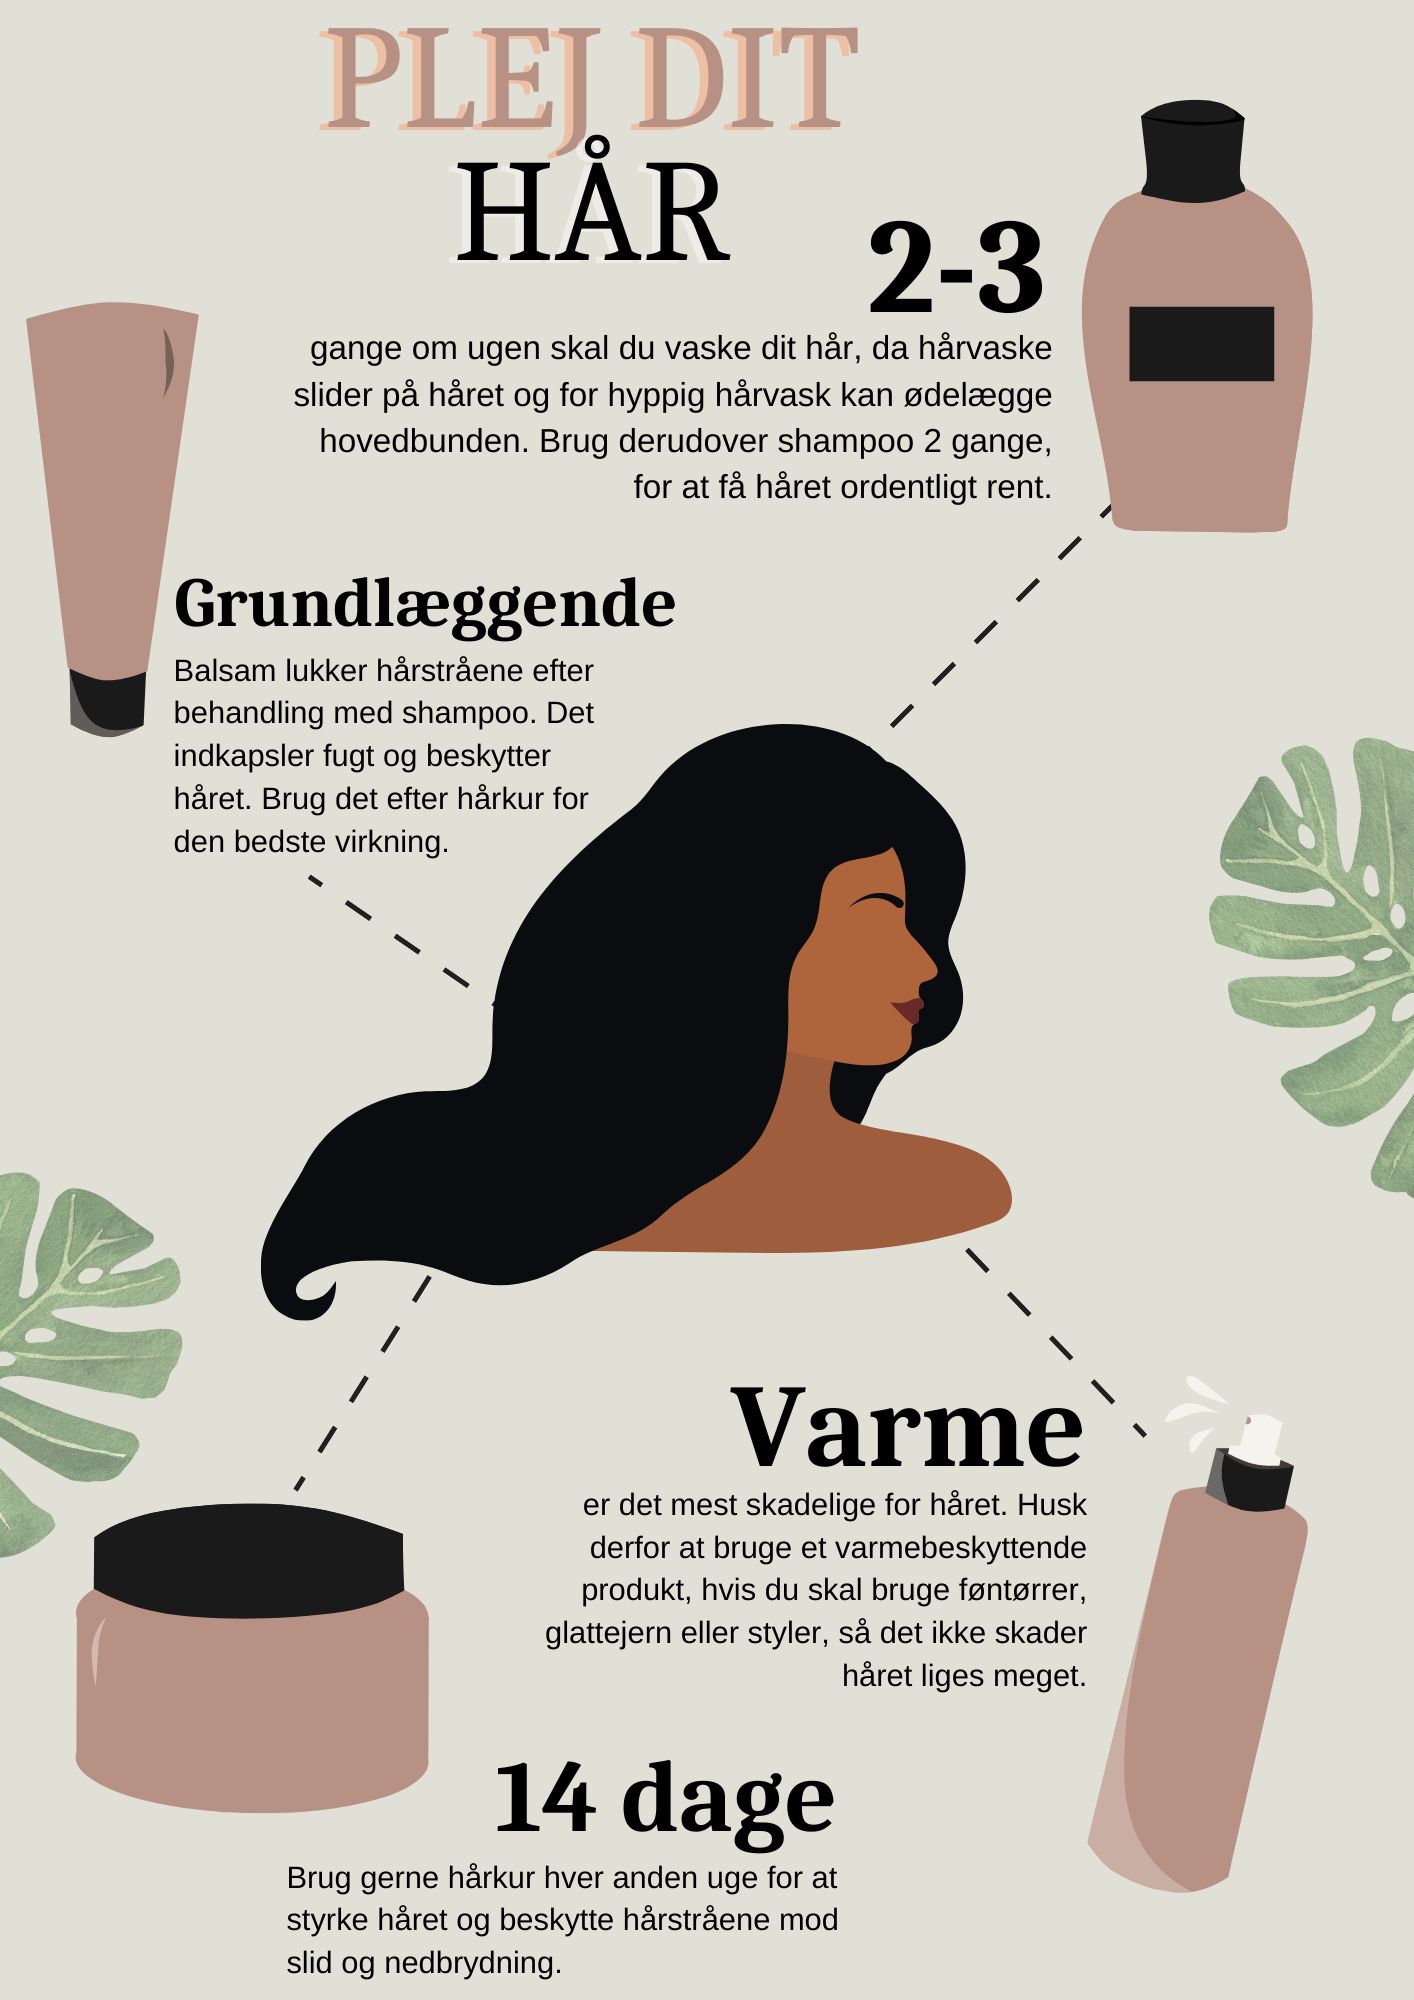 PLEJ DIT
HÅR
2-3
gange om ugen skal du vaske dit hår, da hårvaske
slider på håret og for hyppig hårvask kan ødelægge
hovedbunden. Brug derudover shampoo 2 gange,
for at få håret ordentligt rent.
Grundlæggende
Balsam lukker hårstråene efter
behandling med shampoo. Det
indkapsler fugt og beskytter
håret. Brug det efter hårkur for
den bedste virkning.
Varme
er det mest skadelige for håret. Husk
derfor at bruge et varmebeskyttende
produkt, hvis du skal bruge føntørrer,
glattejern eller styler, så det ikke skader
håret liges meget.
14 dage
Brug gerne hårkur hver anden uge for at
styrke håret og beskytte hårstråene mod
slid og nedbrydning.